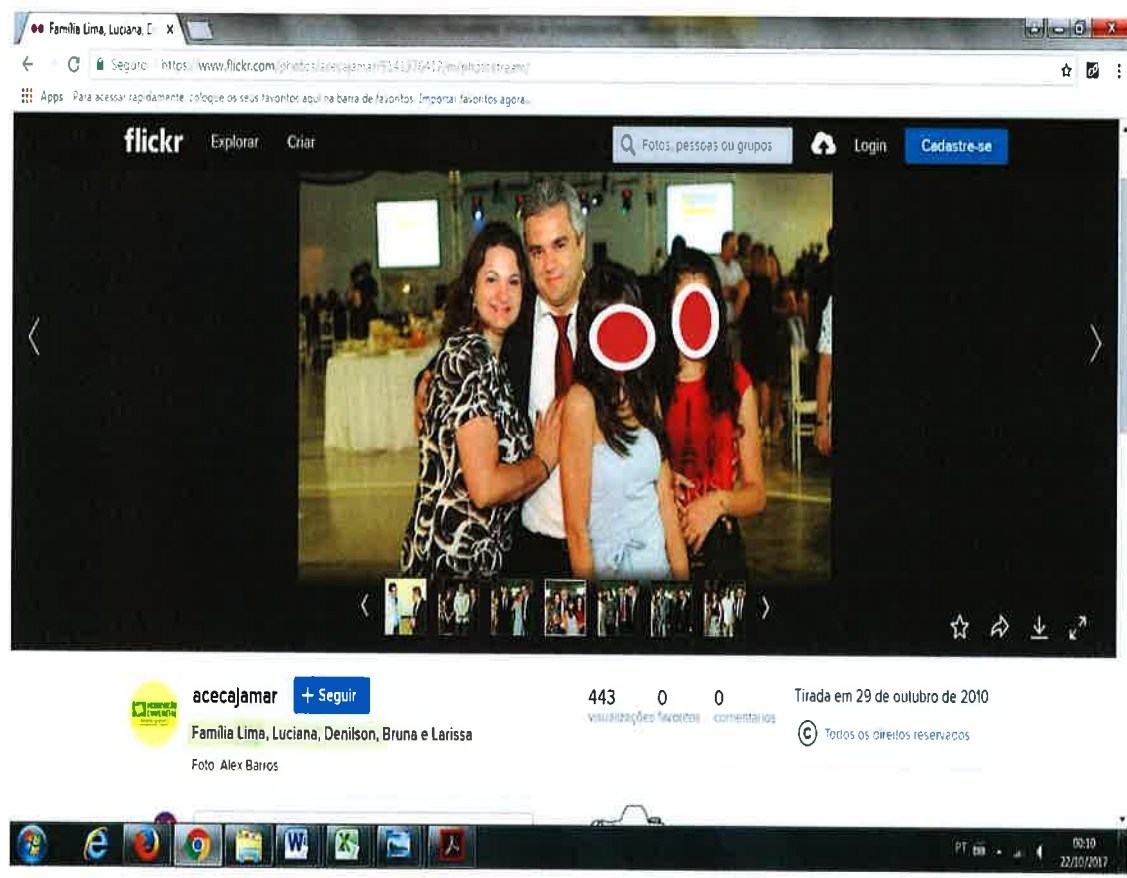 Família Lima, Luciana, D
Seguro https://www.flickr.com/photos/acecajamar/
Apps Para acessar rapidamente, coloque os seus favoritos aqui na barra de favoritos. Importar favoritos agora...
flickr Explorar Criar Fotos, pessoas ou grupos Login Cadastre-se
acecajamar + Seguir
Família Lima, Luciana, Denilson, Bruna e Larissa
Foto Alex Barros
443 0 0
visualizações favoritos comentários
Tirada em 29 de outubro de 2010
Todos os direitos reservados
PT 00:10
22/10/2017